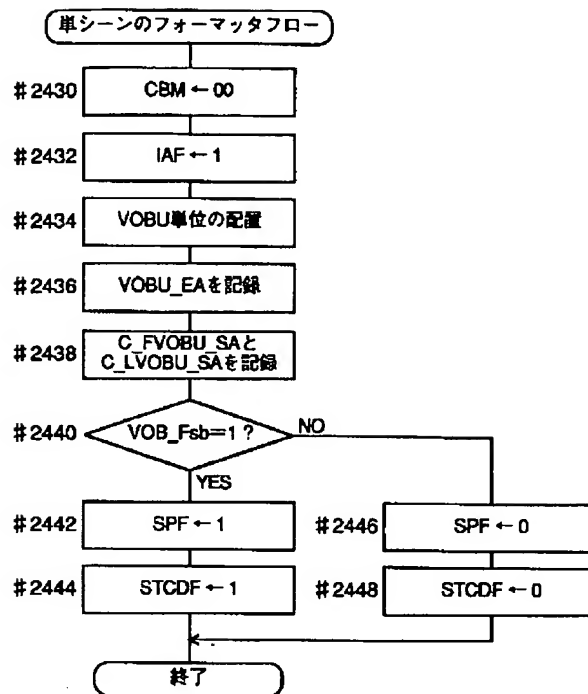 単シーンのフォーマッタフロー
#2430 CBM ← 00
#2432 IAF ← 1
#2434 VOBU単位の配置
#2436 VOBU_EAを記録
#2438 C_FVOBU_SAと
C_LVOBU_SAを記録
#2440 VOB_Fsb=1 ? NO
YES
#2442 SPF ← 1 #2446 SPF ← 0
#2444 STCDF ← 1 #2448 STCDF ← 0
終了